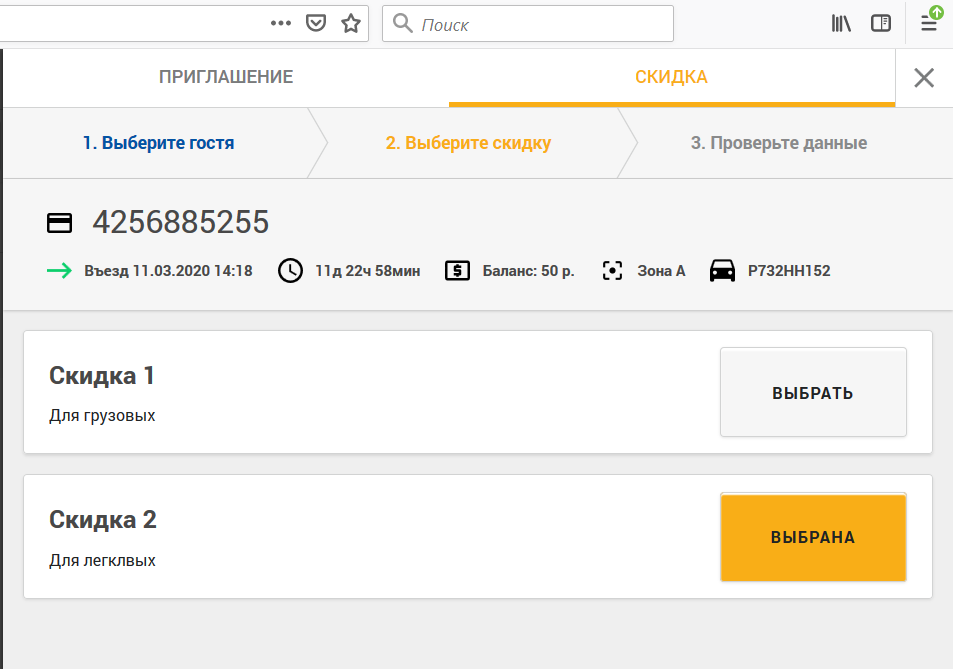 Поиск
ПРИГЛАШЕНИЕ СКИДКА
1. Выберите гостя 2. Выберите скидку 3. Проверьте данные
4256885255
Въезд 11.03.2020 14:18 11д 22ч 58мин Баланс: 50 р. Зона А Р732НН152
Скидка 1
Для грузовых
ВЫБРАТЬ
Скидка 2
Для легклвых
ВЫБРАНА